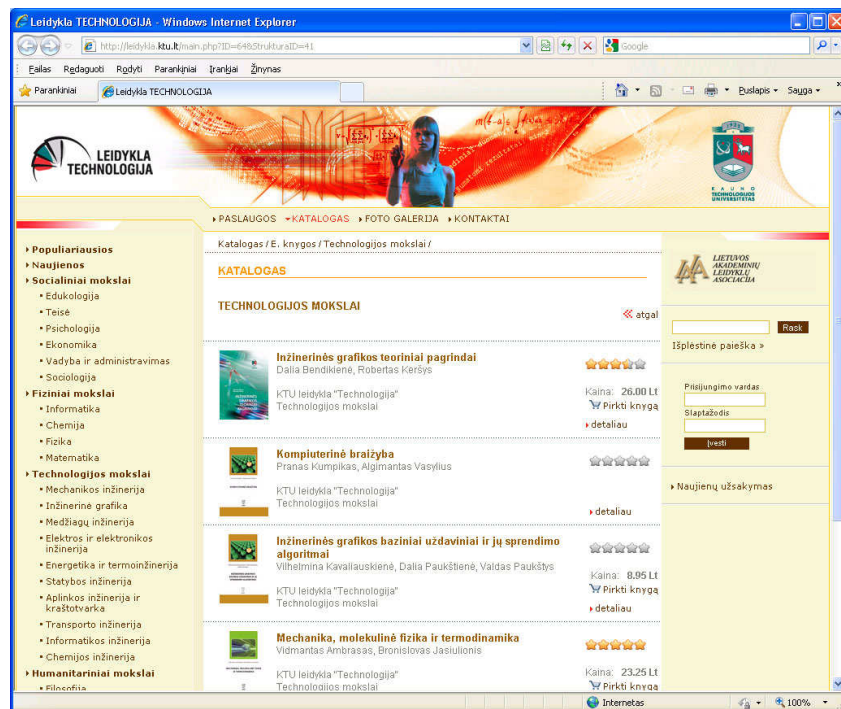 Leidykla TECHNOLOGIJA - Windows Internet Explorer
http://leidykla.ktu.lt/main.php?ID=64&StrukturaID=41
Google
Failas Redaguoti Rodyti Parankiniai Įrankiai Žinynas
Parankiniai
Leidykla TECHNOLOGIJA
Puslapis
Sauga
LEIDYKLA
TECHNOLOGIJA
KAUNO
TECHNOLOGIJOS
UNIVERSITETAS
PASLAUGOS KATALOGAS FOTO GALERIJA KONTAKTAI
Populiariausios
Naujienos
Socialiniai mokslai
Edukologija
Teisė
Psichologija
Ekonomika
Vadyba ir administravimas
Sociologija
Fiziniai mokslai
Informatika
Chemija
Fizika
Matematika
Technologijos mokslai
Mechanikos inžinerija
Inžinerinė grafika
Medžiagų inžinerija
Elektros ir elektronikos
inžinerija
Energetika ir termoinžinerija
Statybos inžinerija
Aplinkos inžinerija ir
kraštotvarka
Transporto inžinerija
Informatikos inžinerija
Chemijos inžinerija
Humanitariniai mokslai
Filosofija
Katalogas / E. knygos / Technologijos mokslai /
KATALOGAS
TECHNOLOGIJOS MOKSLAI
atgal
Inžinerinės grafikos teoriniai pagrindai
Dalia Bendikienė, Robertas Keršys
KTU leidykla "Technologija"
Technologijos mokslai
Kaina: 26.00 Lt
Pirkti knygą
detaliau
Kompiuterinė braižyba
Pranas Kumpikas, Algimantas Vasylius
KTU leidykla "Technologija"
Technologijos mokslai
detaliau
Inžinerinės grafikos baziniai uždaviniai ir jų sprendimo
algoritmai
Vilhelmina Kavaliauskienė, Dalia Paukštienė, Valdas Paukštys
KTU leidykla "Technologija"
Technologijos mokslai
Kaina: 8.95 Lt
Pirkti knygą
detaliau
Mechanika, molekulinė fizika ir termodinamika
Vidmantas Ambrasas, Bronislovas Jasiulionis
KTU leidykla "Technologija"
Technologijos mokslai
Kaina: 23.25 Lt
Pirkti knygą
LIETUVOS
AKADEMINIŲ
LEIDYKLŲ
ASOCIACIJA
Rask
Išplėstinė paieška »
Prisijungimo vardas
Slaptažodis
Įvesti
Naujienų užsakymas
Internetas
100%